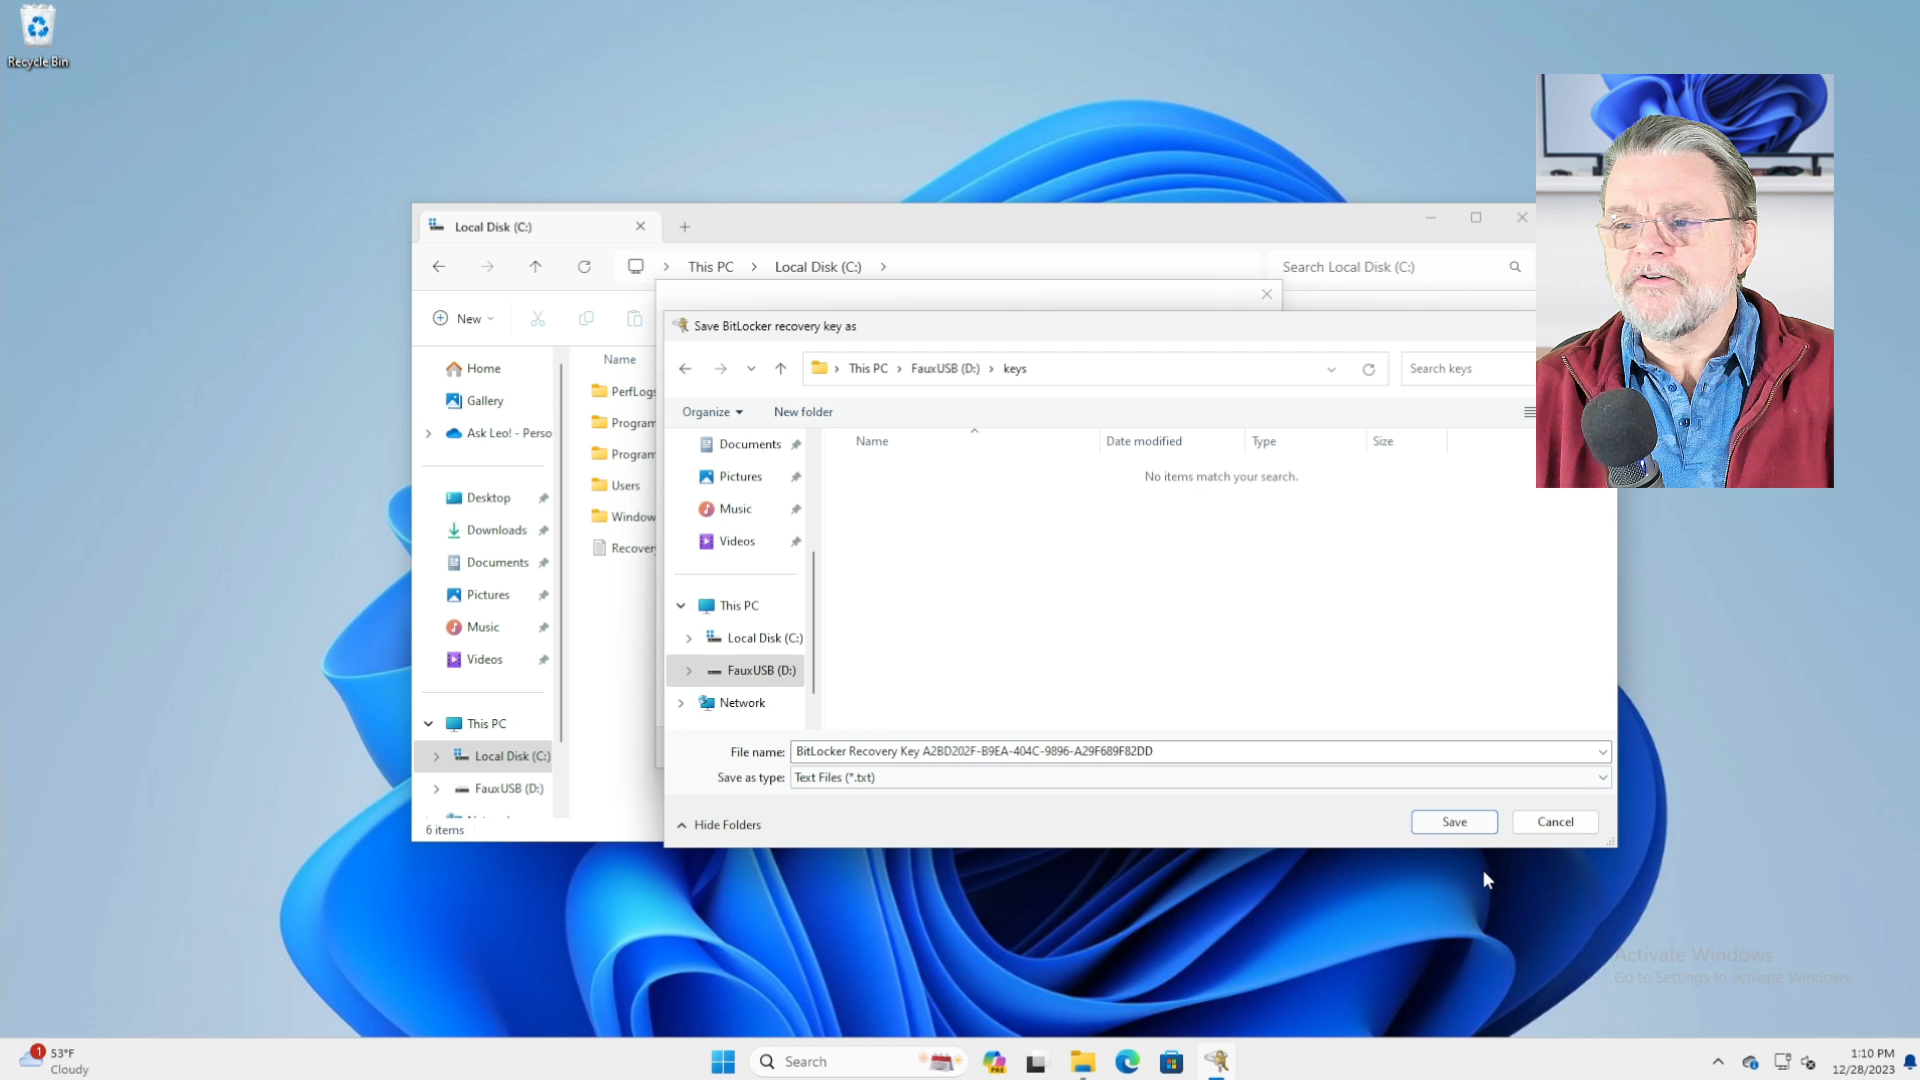 Recycle Bin
Local Disk (C:)
This PC
Local Disk (C:)
Search Local Disk (C:)
New
Name
Home
Gallery
Ask Leo! - Perso
Desktop
Downloads
Documents
Pictures
Music
Videos
This PC
Local Disk (C:)
FauxUSB (D:)
6 items
PerfLogs
Program
Program
Users
Window
Recovery
Save BitLocker recovery key as
This PC
FauxUSB (D:)
keys
Search keys
Organize
New folder
Name
Date modified
Type
Size
No items match your search.
Documents
Pictures
Music
Videos
This PC
Local Disk (C:)
FauxUSB (D:)
Network
File name: BitLocker Recovery Key A2BD202F-B9EA-404C-9896-A29F689F82DD
Save as type: Text Files (*.txt)
Hide Folders
Save
Cancel
Activate Windows
Go to Settings to activate Windows.
1
53°F
Cloudy
Search
PRE
1:10 PM
12/28/2023